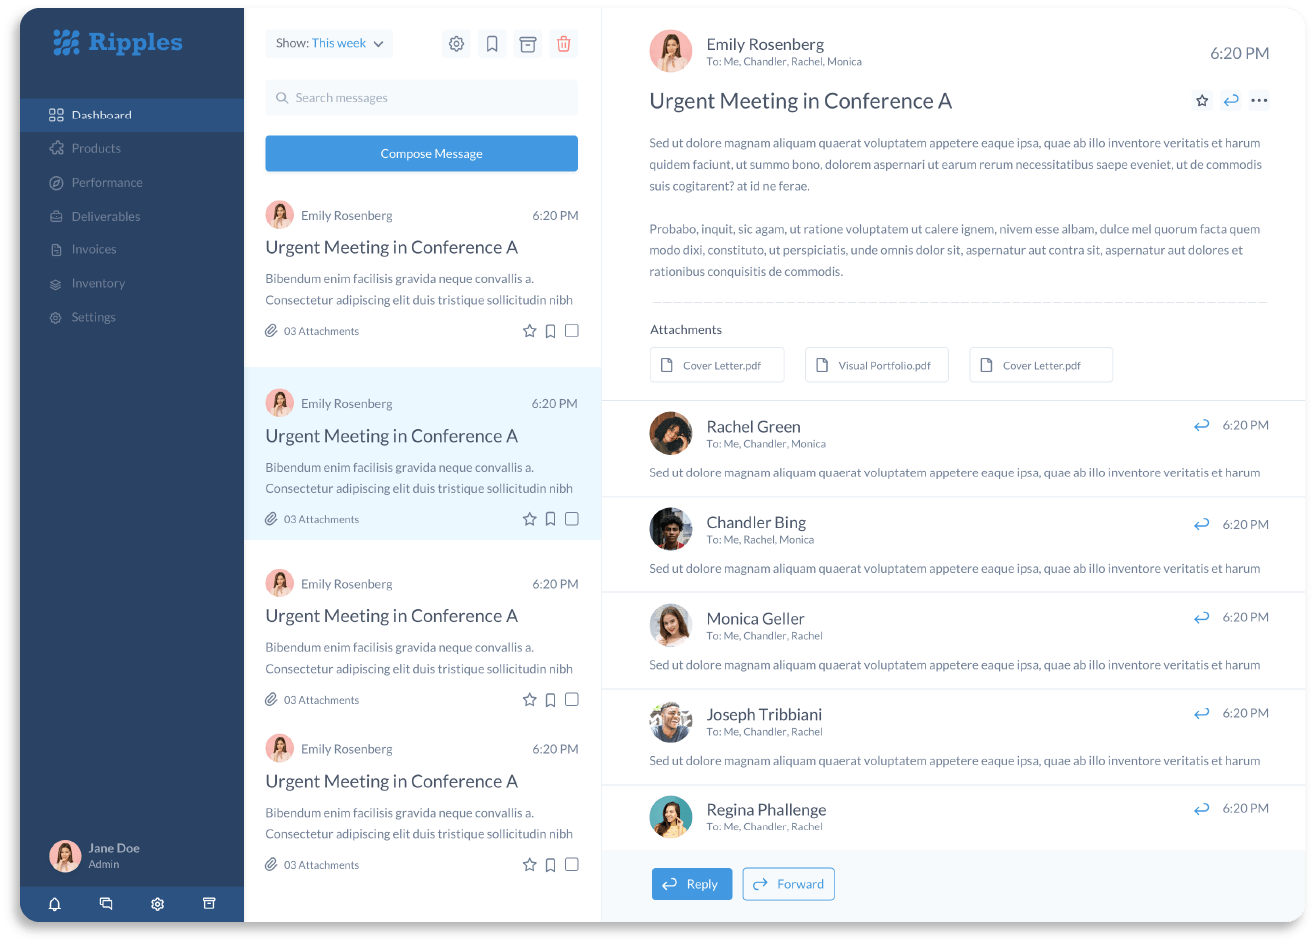 Ripples
Dashboard
Products
Performance
Deliverables
Invoices
Inventory
Settings
Jane Doe
Admin
Show: This week
Search messages
Compose Message
Emily Rosenberg 6:20 PM
Urgent Meeting in Conference A
Bibendum enim facilisis gravida neque convallis a.
Consectetur adipiscing elit duis tristique sollicitudin nibh
03 Attachments
Emily Rosenberg 6:20 PM
Urgent Meeting in Conference A
Bibendum enim facilisis gravida neque convallis a.
Consectetur adipiscing elit duis tristique sollicitudin nibh
03 Attachments
Emily Rosenberg 6:20 PM
Urgent Meeting in Conference A
Bibendum enim facilisis gravida neque convallis a.
Consectetur adipiscing elit duis tristique sollicitudin nibh
03 Attachments
Emily Rosenberg 6:20 PM
Urgent Meeting in Conference A
Bibendum enim facilisis gravida neque convallis a.
Consectetur adipiscing elit duis tristique sollicitudin nibh
03 Attachments
Emily Rosenberg 6:20 PM
To: Me, Chandler, Rachel, Monica
Urgent Meeting in Conference A
Sed ut dolore magnam aliquam quaerat voluptatem appetere eaque ipsa, quae ab illo inventore veritatis et harum
quidem faciunt, ut summo bono, dolorem aspernari ut earum rerum necessitatibus saepe eveniet, ut de commodis
suis cogitarent? at id ne ferae.
Probabo, inquit, sic agam, ut ratione voluptatem ut calere ignem, nivem esse albam, dulce mel quorum facta quem
modo dixi, constituto, ut perspiciatis, unde omnis dolor sit, aspernatur aut contra sit, aspernatur aut dolores et
rationibus conquisitis de commodis.
Attachments
Cover Letter.pdf Visual Portfolio.pdf Cover Letter.pdf
Rachel Green 6:20 PM
To: Me, Chandler, Monica
Sed ut dolore magnam aliquam quaerat voluptatem appetere eaque ipsa, quae ab illo inventore veritatis et harum
Chandler Bing 6:20 PM
To: Me, Rachel, Monica
Sed ut dolore magnam aliquam quaerat voluptatem appetere eaque ipsa, quae ab illo inventore veritatis et harum
Monica Geller 6:20 PM
To: Me, Chandler, Rachel
Sed ut dolore magnam aliquam quaerat voluptatem appetere eaque ipsa, quae ab illo inventore veritatis et harum
Joseph Tribbiani 6:20 PM
To: Me, Chandler, Rachel
Sed ut dolore magnam aliquam quaerat voluptatem appetere eaque ipsa, quae ab illo inventore veritatis et harum
Regina Phallenge 6:20 PM
To: Me, Chandler, Rachel
Reply Forward